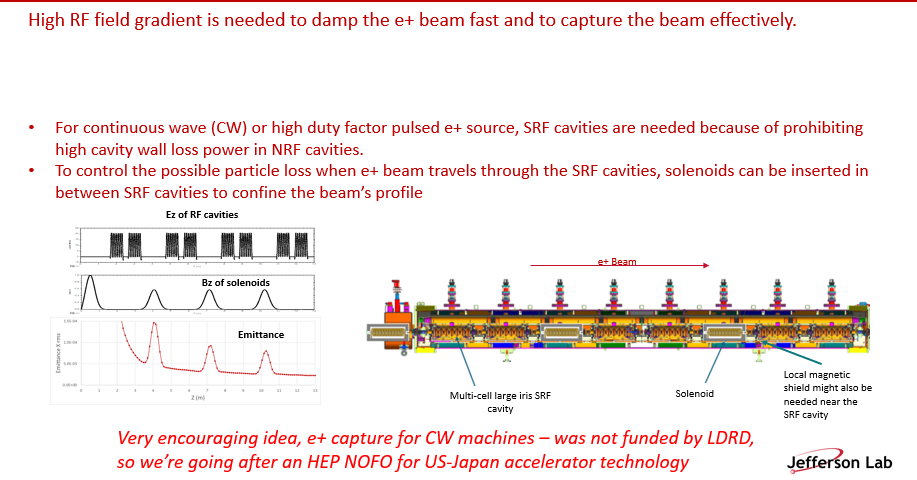 High RF field gradient is needed to damp the e+ beam fast and to capture the beam effectively.
• For continuous wave (CW) or high duty factor pulsed e+ source, SRF cavities are needed because of prohibiting
high cavity wall loss power in NRF cavities.
• To control the possible particle loss when e+ beam travels through the SRF cavities, solenoids can be inserted in
between SRF cavities to confine the beam's profile
Ez of RF cavities
Bz of solenoids
Emittance
Z (m)
e+ Beam
Multi-cell large iris SRF
cavity
Solenoid
Local magnetic
shield might also be
needed near the
SRF cavity
Very encouraging idea, e+ capture for CW machines – was not funded by LDRD,
so we're going after an HEP NOFO for US-Japan accelerator technology
Jefferson Lab